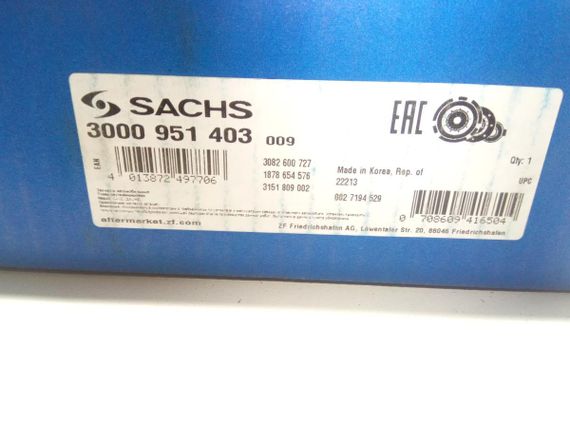 SACHS
EAC
3000 951 403 009
EAN
4 013872 497706
3082 600 727
1878 654 576
3151 809 002
Made in Korea, Rep. of
22213
002 7194 529
Qty: 1
UPC
0 708609 416504
aftermarket.zf.com
ZF Friedrichshafen AG, Löwentaler Str. 20, 88046 Friedrichshafen